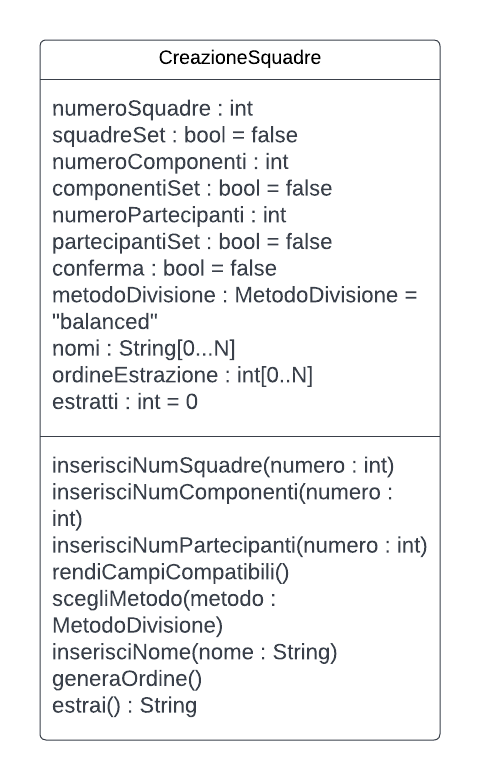 CreazioneSquadre
numeroSquadre : int
squadreSet : bool = false
numeroComponenti : int
componentiSet : bool = false
numeroPartecipanti : int
partecipantiSet : bool = false
conferma : bool = false
metodoDivisione : MetodoDivisione =
"balanced"
nomi : String[0...N]
ordineEstrazione : int[0..N]
estratti : int = 0
inserisciNumSquadre(numero : int)
inserisciNumComponenti(numero :
int)
inserisciNumPartecipanti(numero : int)
rendiCampiCompatibili()
scegliMetodo(metodo :
MetodoDivisione)
inserisciNome(nome : String)
generaOrdine()
estrai() : String